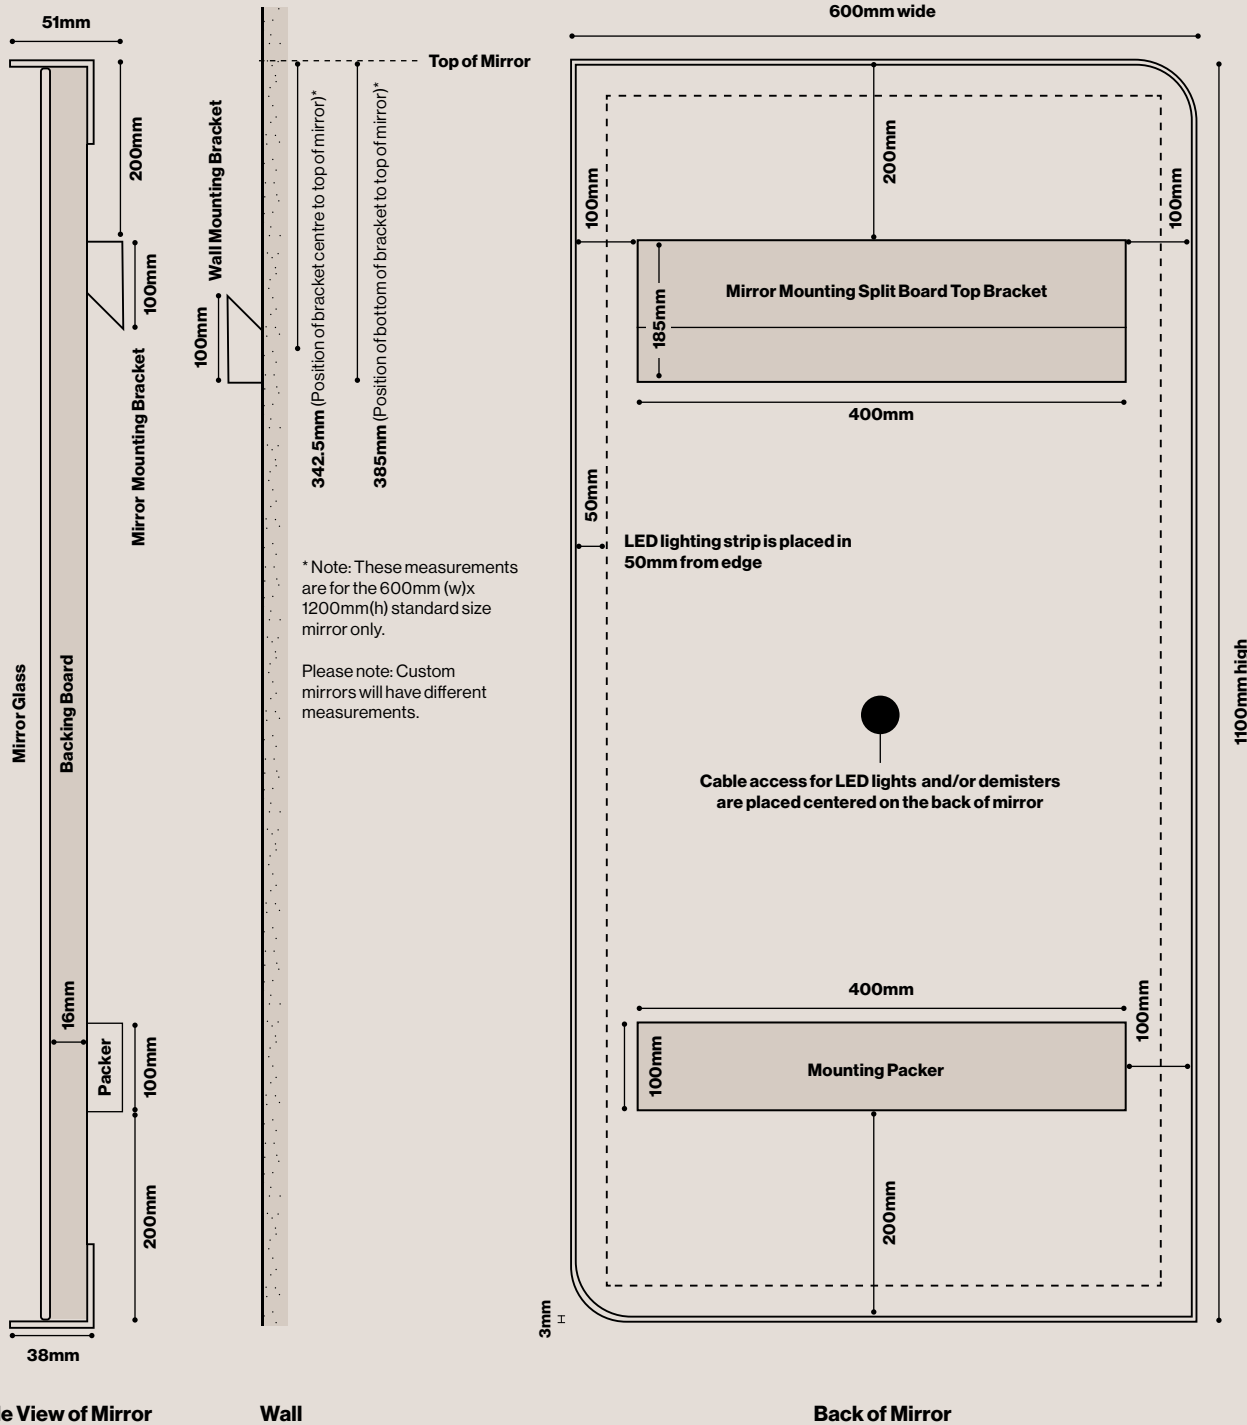 51mm
600mm wide
Top of Mirror
200mm
Wall Mounting Bracket
100mm
100mm
Mirror Mounting Bracket
342.5mm (Position of bracket centre to top of mirror)*
385mm (Position of bottom of bracket to top of mirror)*
200mm
100mm
100mm
Mirror Mounting Split Board Top Bracket
185mm
400mm
50mm
LED lighting strip is placed in
50mm from edge
* Note: These measurements
are for the 600mm (w)x
1200mm(h) standard size
mirror only.
Please note: Custom
mirrors will have different
measurements.
Mirror Glass
Backing Board
1100mm high
Cable access for LED lights and/or demisters
are placed centered on the back of mirror
16mm
Packer
100mm
200mm
400mm
100mm
100mm
Mounting Packer
200mm
3mm
38mm
e View of Mirror
Wall
Back of Mirror